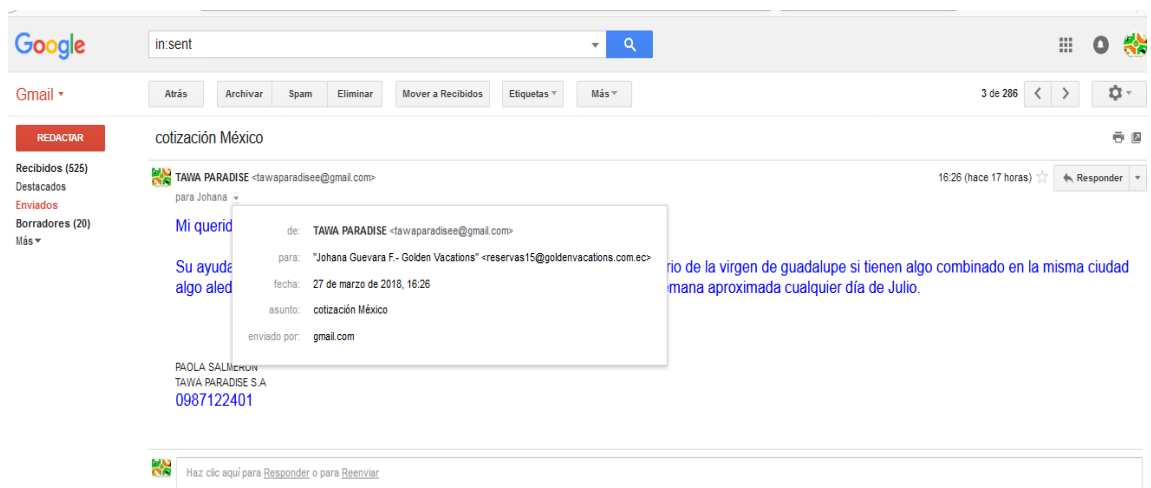 Google
in:sent
Gmail
Atrás Archivar Spam Eliminar Mover a Recibidos Etiquetas Más 3 de 286
REDACTAR
cotización México
Recibidos (525)
Destacados
Enviados
Borradores (20)
Más
TAWA PARADISE <tawaparadisee@gmail.com> 16:26 (hace 17 horas) Responder
para Johana
Mi querid
Su ayuda rio de la virgen de guadalupe si tienen algo combinado en la misma ciudad
algo aled mana aproximada cualquier día de Julio.
de: TAWA PARADISE <tawaparadisee@gmail.com>
para: "Johana Guevara F.- Golden Vacations" <reservas15@goldenvacations.com.ec>
fecha: 27 de marzo de 2018, 16:26
asunto: cotización México
enviado por: gmail.com
PAOLA SALMERON
TAWA PARADISE S.A
0987122401
Haz clic aquí para Responder o para Reenviar